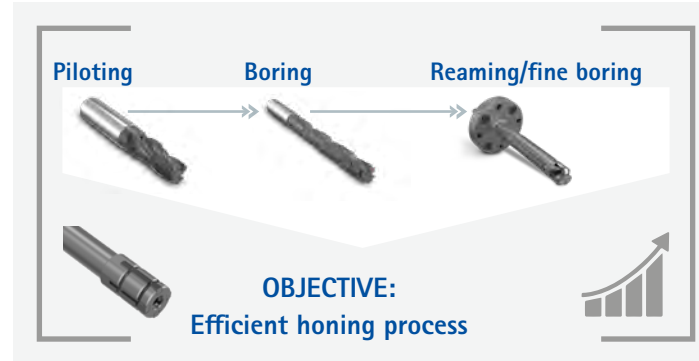 Piloting
Boring
Reaming/fine boring
OBJECTIVE:
Efficient honing process